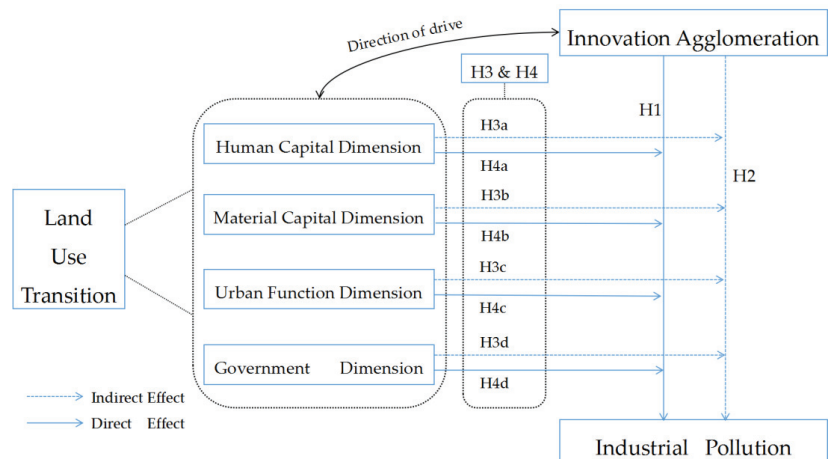 Direction of drive
Innovation Agglomeration
H3 & H4
H1
H2
Land
Use
Transition
Human Capital Dimension
H3a
H4a
Material Capital Dimension
H3b
H4b
Urban Function Dimension
H3c
H4c
Government Dimension
H3d
H4d
Indirect Effect
Direct Effect
Industrial Pollution